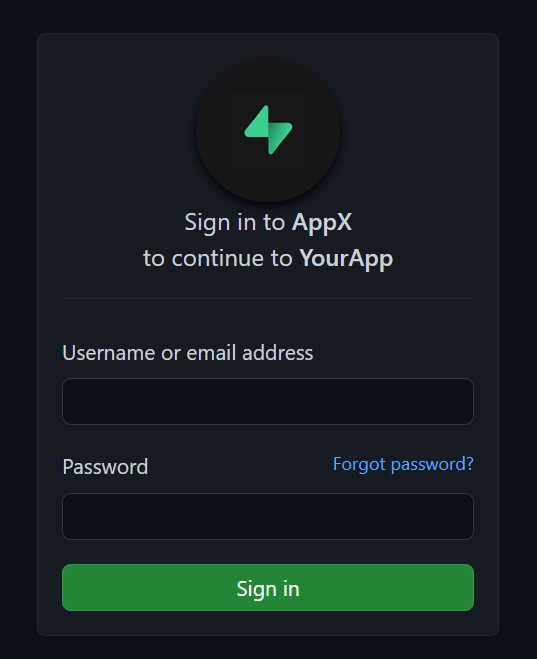 Sign in to AppX
to continue to YourApp
Username or email address
Password
Forgot password?
Sign in